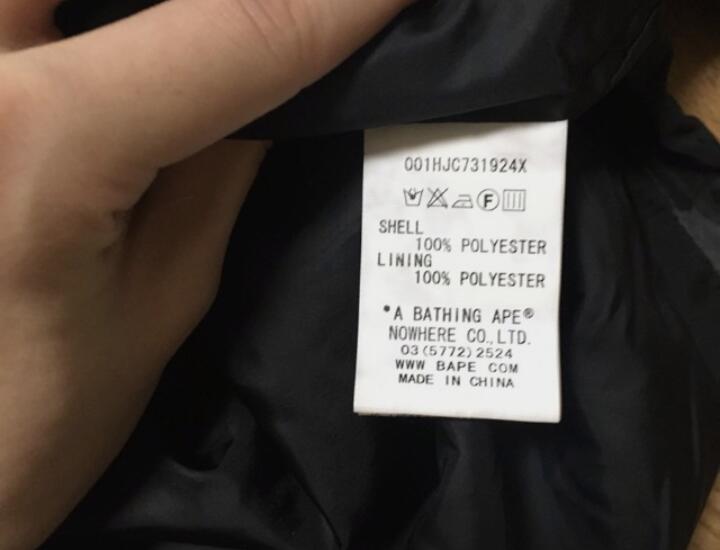 001HJC731924X
F
SHELL
100% POLYESTER
LINING
100% POLYESTER
•A BATHING APE®
NOWHERE CO.,LTD.
03(5772)2524
WWW BAPE COM
MADE IN CHINA